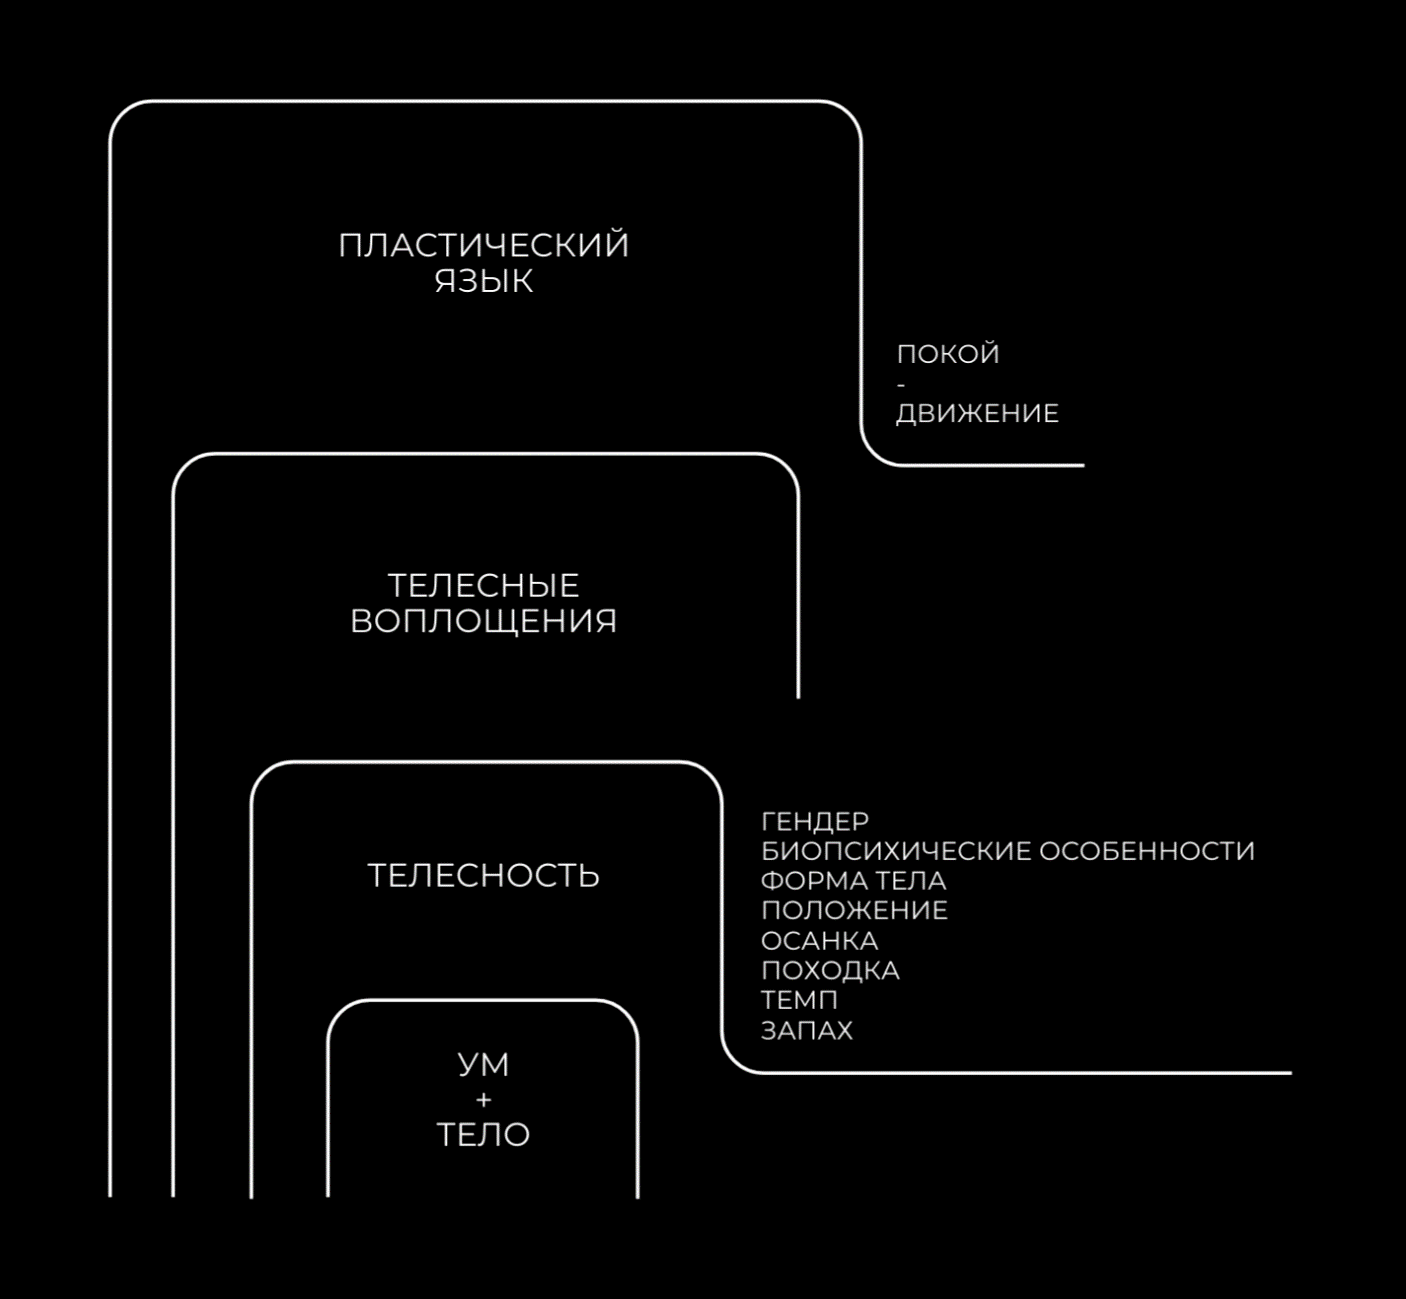 ПЛАСТИЧЕСКИЙ
ЯЗЫК
ПОКОЙ
-
ДВИЖЕНИЕ
ТЕЛЕСНЫЕ
ВОПЛОЩЕНИЯ
ТЕЛЕСНОСТЬ
ГЕНДЕР
БИОПСИХИЧЕСКИЕ ОСОБЕННОСТИ
ФОРМА ТЕЛА
ПОЛОЖЕНИЕ
ОСАНКА
ПОХОДКА
ТЕМП
ЗАПАХ
УМ
+
ТЕЛО